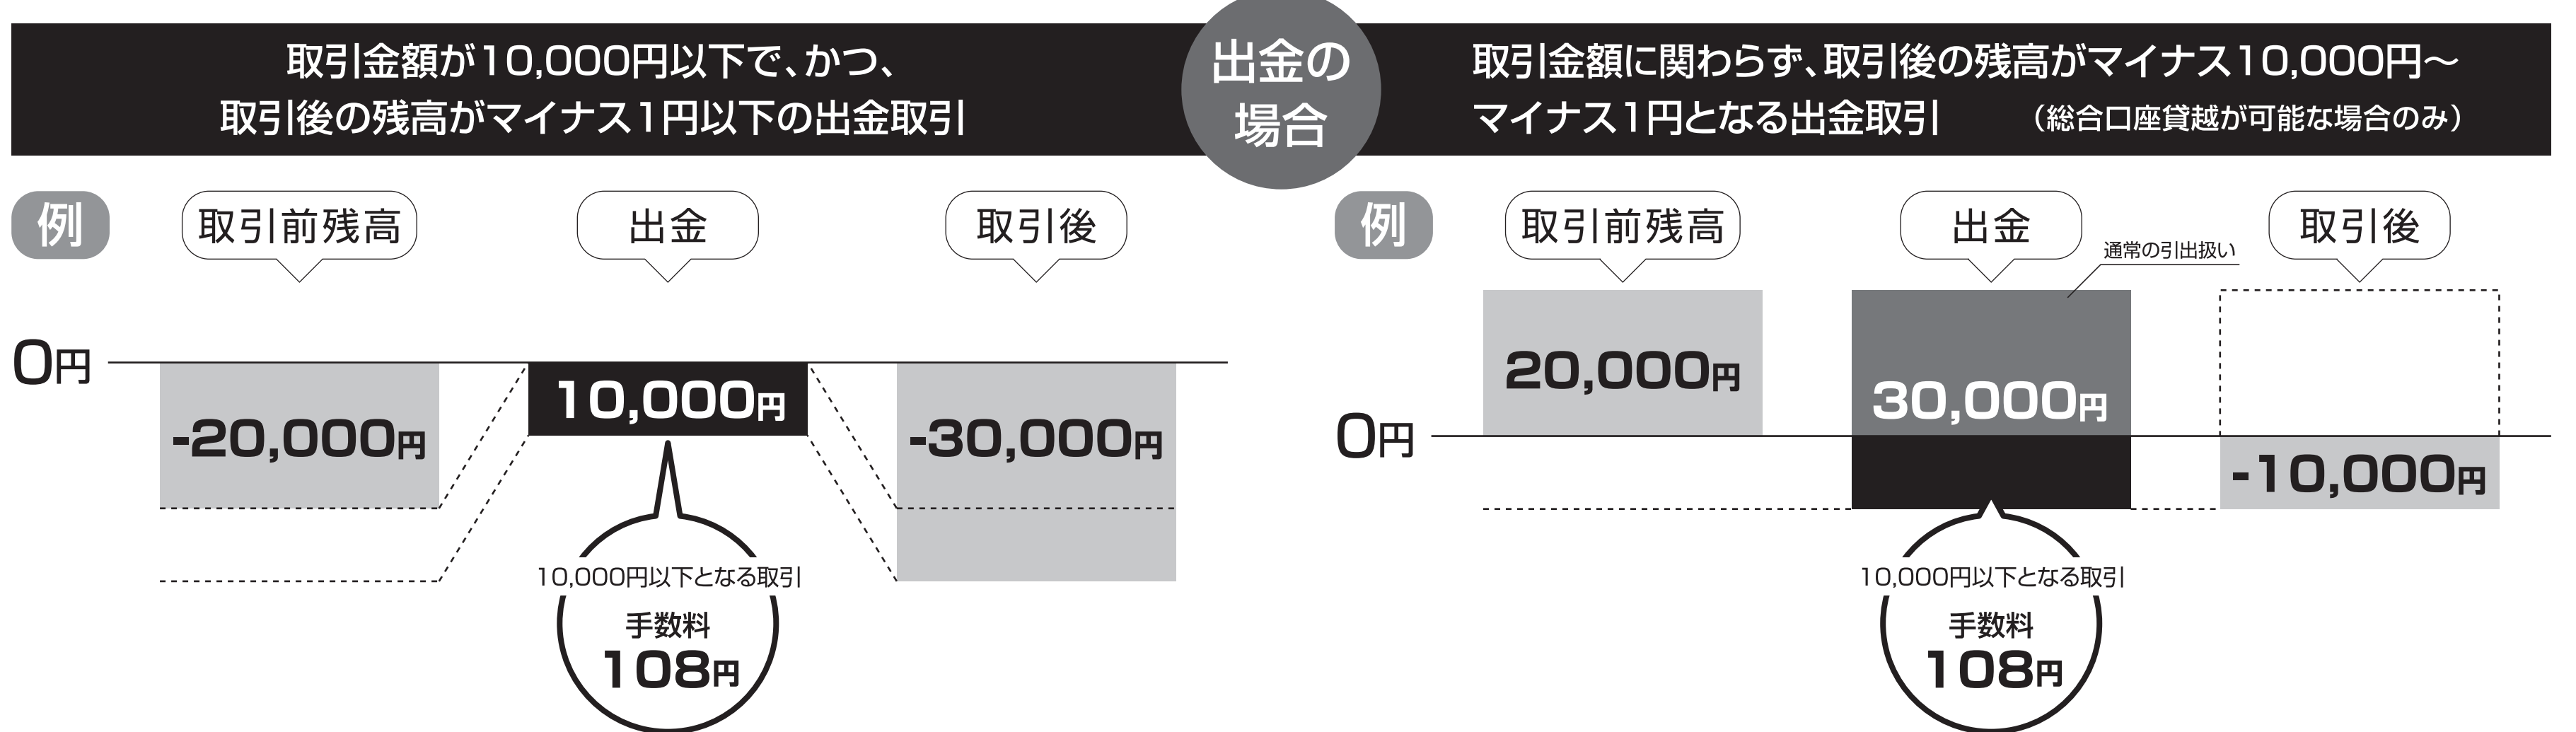 取引金額が10,000円以下で、かつ、
取引後の残高がマイナス1円以下の出金取引
出金の
場合
取引金額に関わらず、取引後の残高がマイナス10,000円～
マイナス1円となる出金取引 （総合口座貸越が可能な場合のみ）
例
取引前残高
出金
取引後
0円
-20,000円
10,000円
-30,000円
10,000円以下となる取引
手数料
108円
例
取引前残高
出金
通常の引出扱い
取引後
20,000円
30,000円
0円
-10,000円
10,000円以下となる取引
手数料
108円